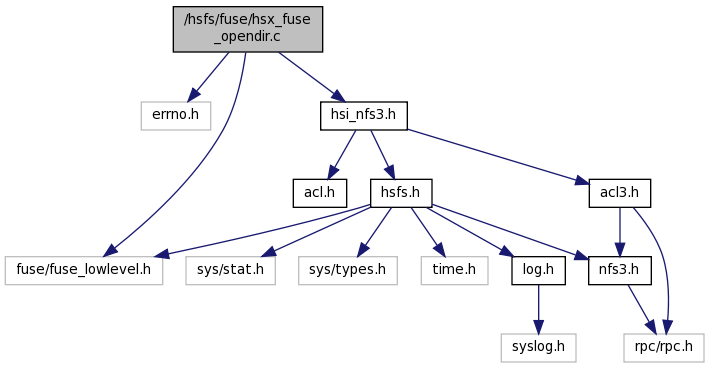 /hsfs/fuse/hsx_fuse
_opendir.c
errno.h
hsi_nfs3.h
acl.h
hsfs.h
acl3.h
fuse/fuse_lowlevel.h
sys/stat.h
sys/types.h
time.h
log.h
nfs3.h
syslog.h
rpc/rpc.h